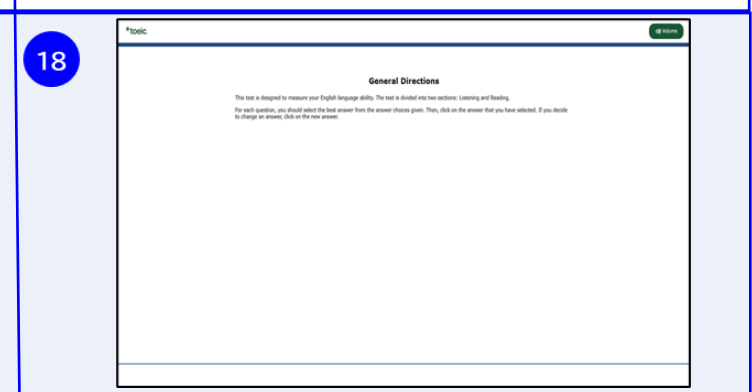 18
toeic
Volume
General Directions
This test is designed to measure your English language ability. The test is divided into two sections: Listening and Reading.
For each question, you should select the best answer from the answer choices given. Then, click on the answer that you have selected. If you decide
to change an answer, click on the new answer.